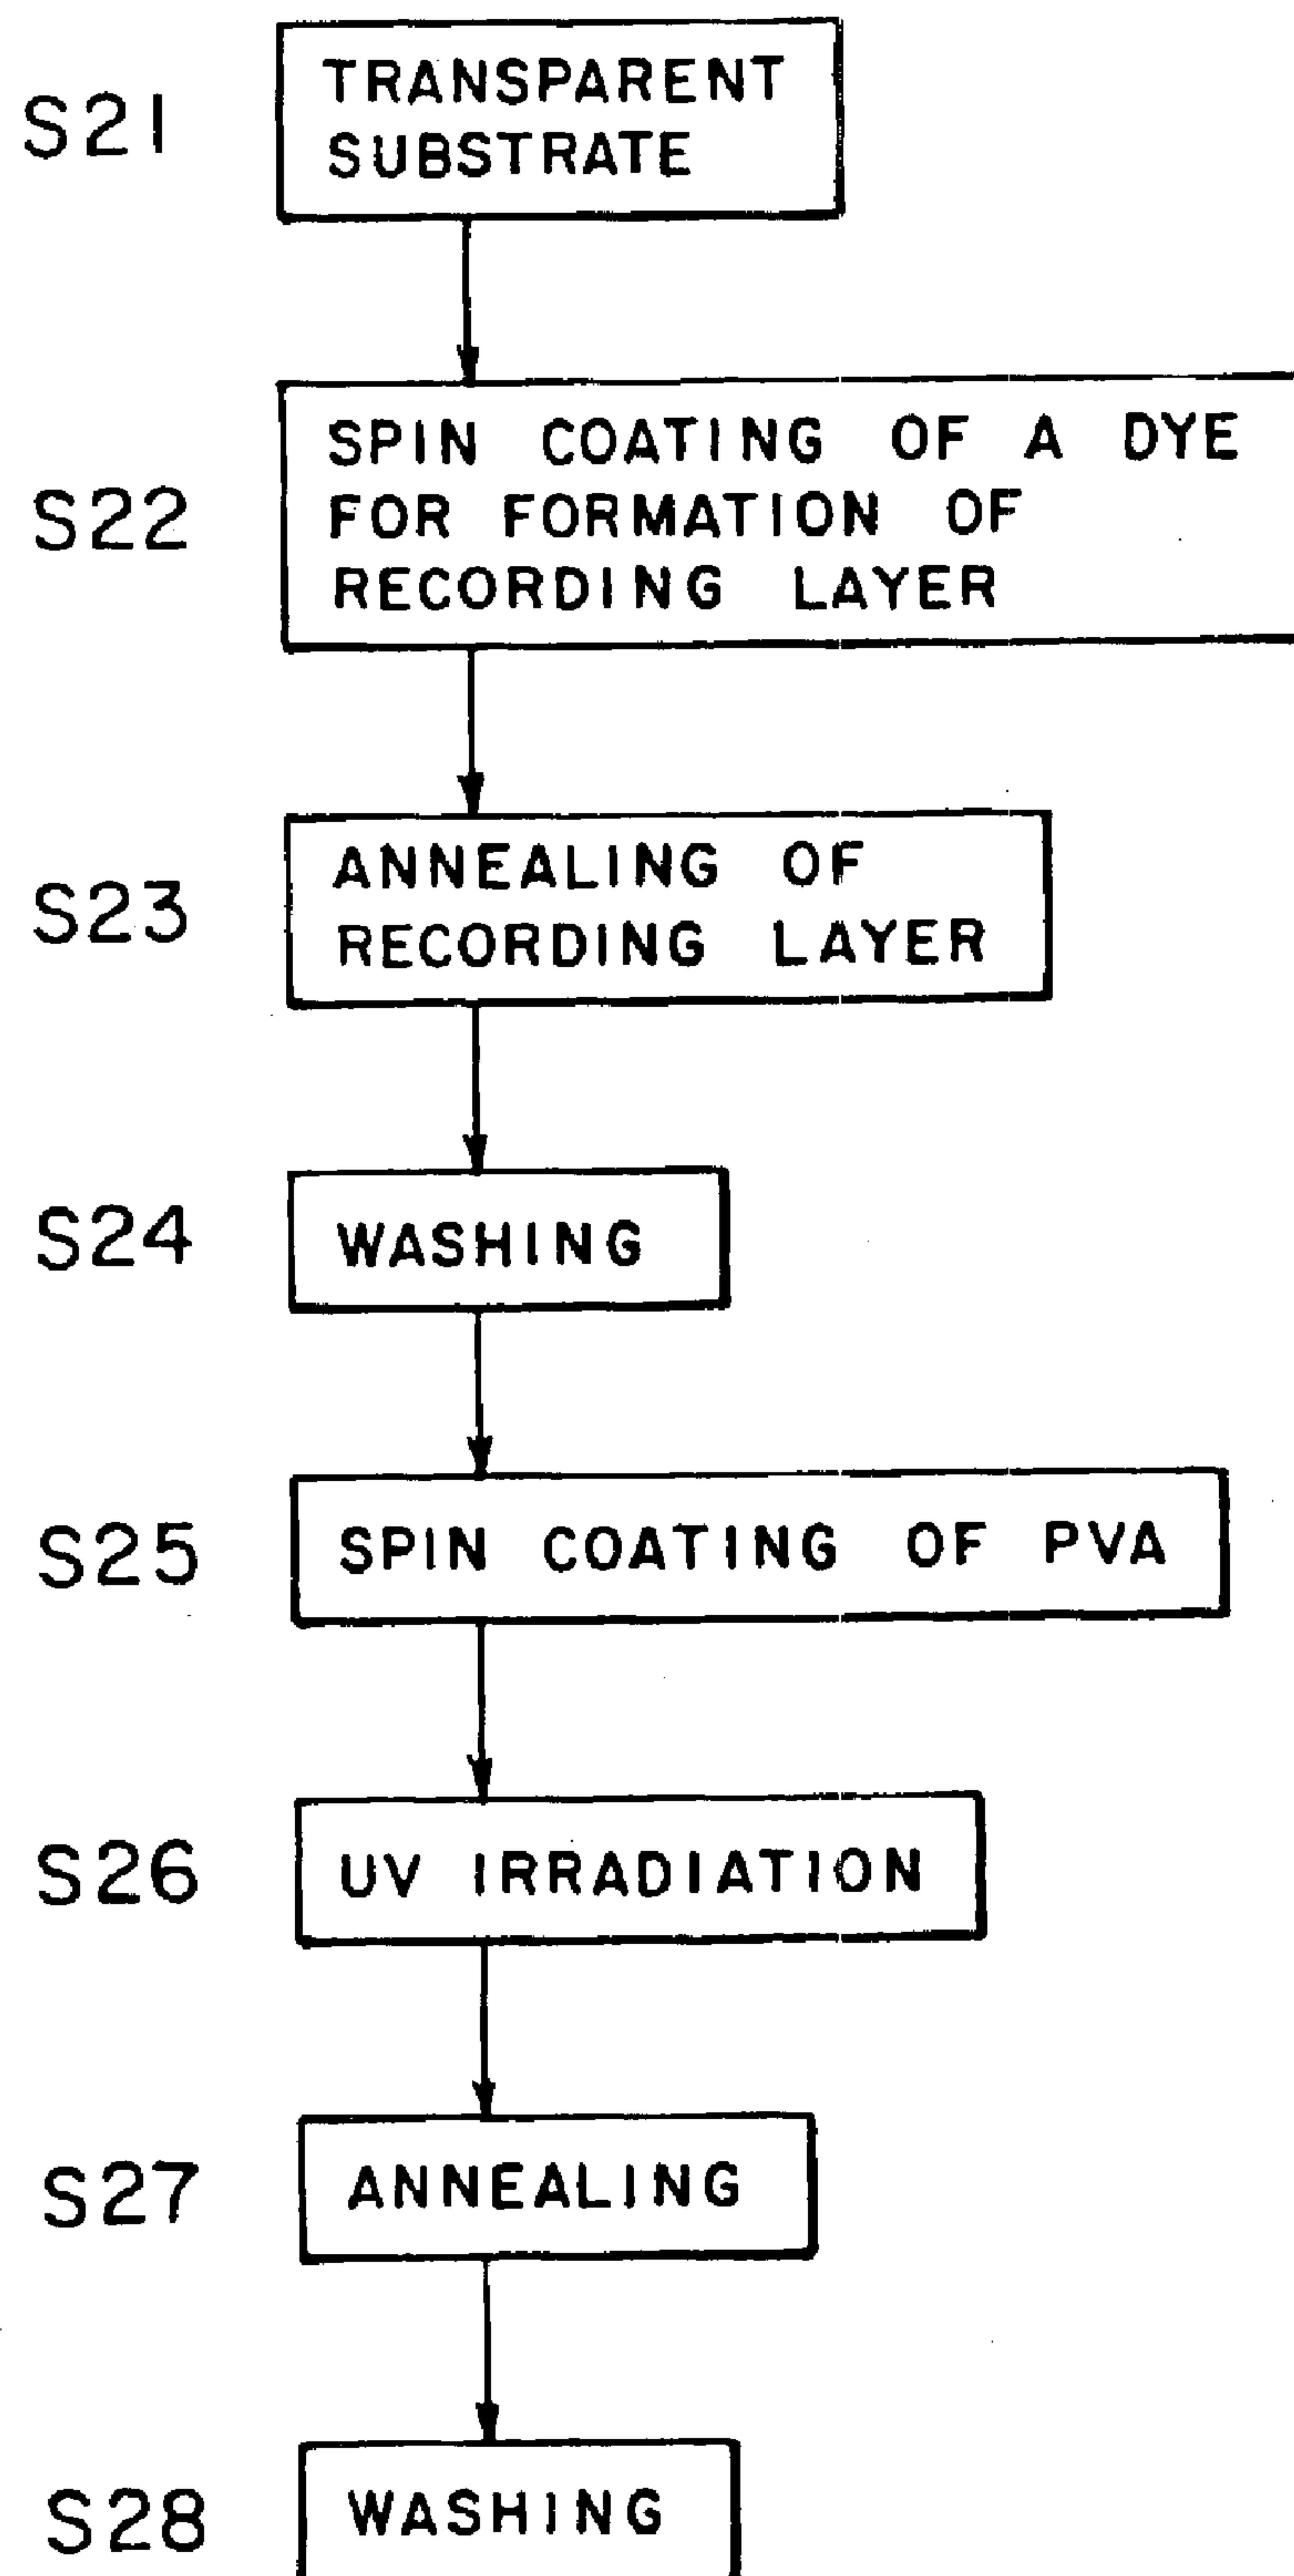 S21
TRANSPARENT
SUBSTRATE
S22
SPIN COATING OF A DYE
FOR FORMATION OF
RECORDING LAYER
S23
ANNEALING OF
RECORDING LAYER
S24
WASHING
S25
SPIN COATING OF PVA
S26
UV IRRADIATION
S27
ANNEALING
S28
WASHING